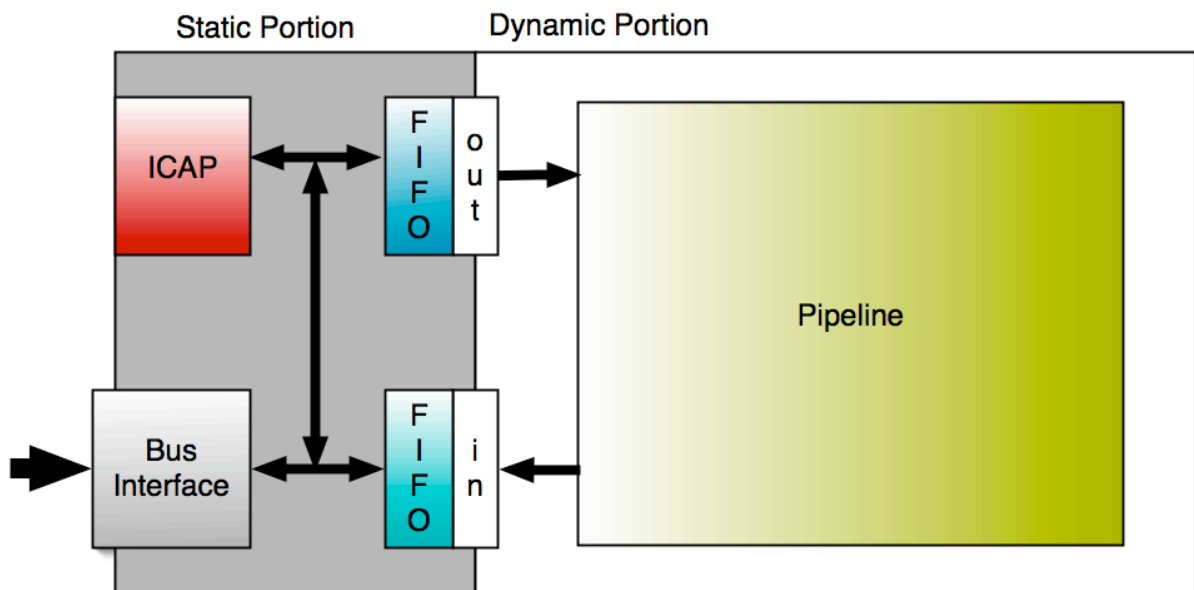 Static Portion
Dynamic Portion
ICAP
F
I
F
O
o
u
t
Pipeline
Bus
Interface
F
I
F
O
i
n